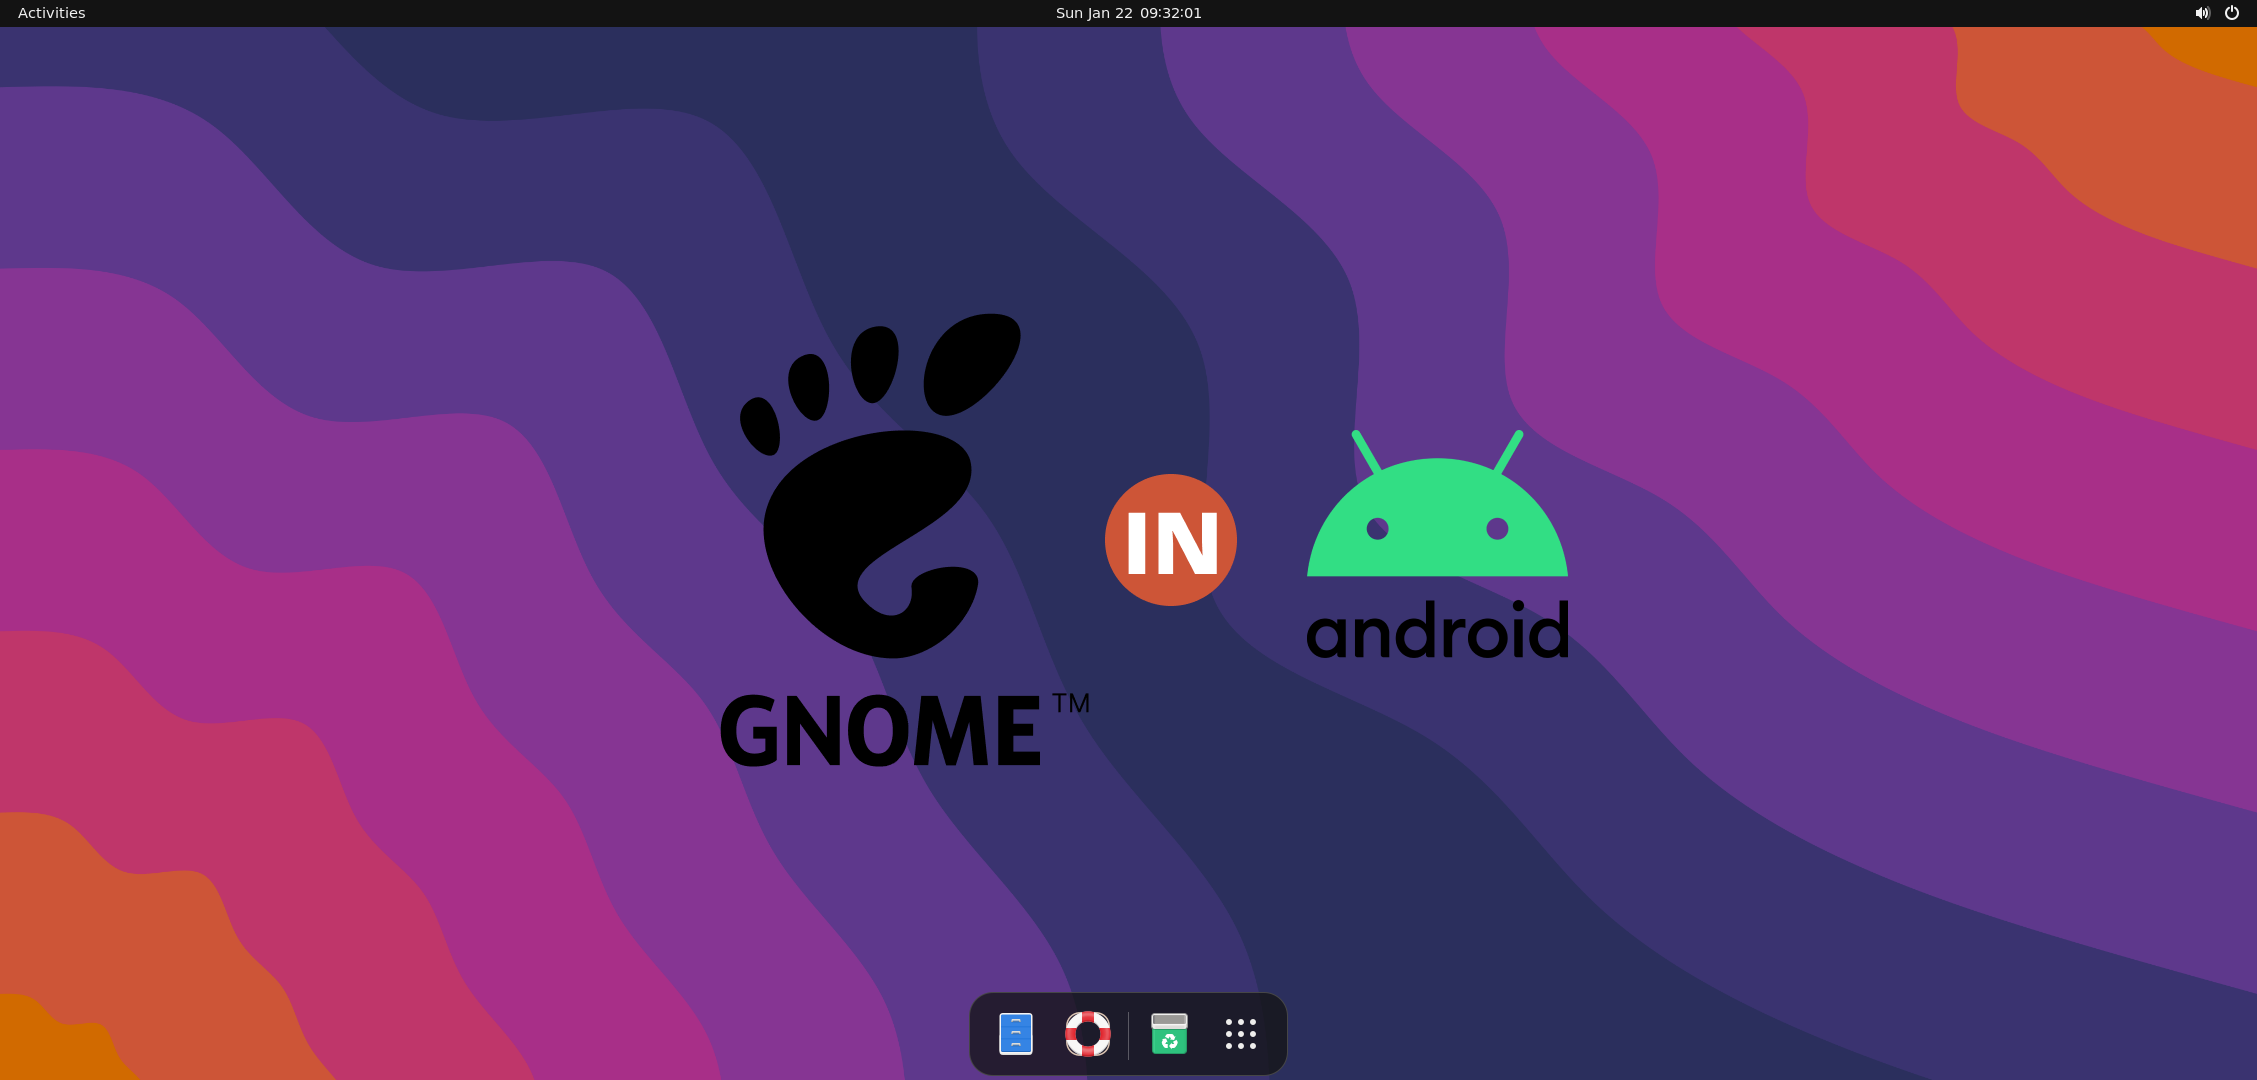 Activities
Sun Jan 22 09:32:01
IN
android
GNOME™